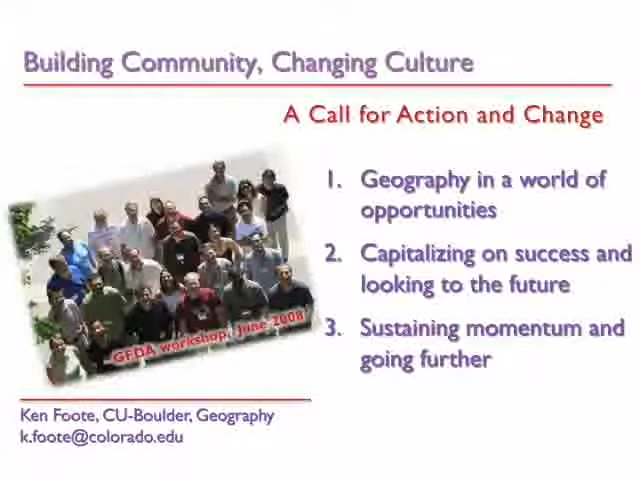 Building Community, Changing Culture
A Call for Action and Change
1. Geography in a world of
opportunities
2. Capitalizing on success and
looking to the future
3. Sustaining momentum and
going further
GFDA workshop, June 2008
Ken Foote, CU-Boulder, Geography
k.foote@colorado.edu